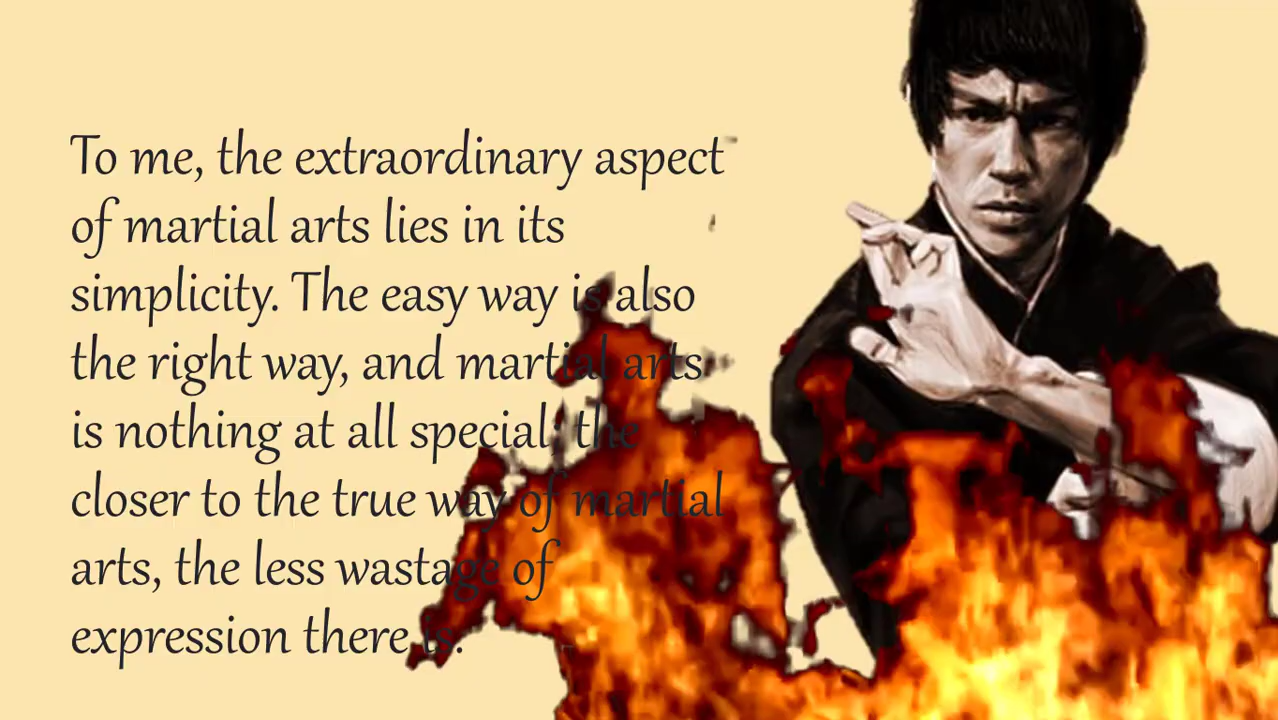 To me, the extraordinary aspect
of martial arts lies in its
simplicity. The easy way is also
the right way, and martial arts
is nothing at all special; the
closer to the true way of martial
arts, the less wastage of
expression there is.